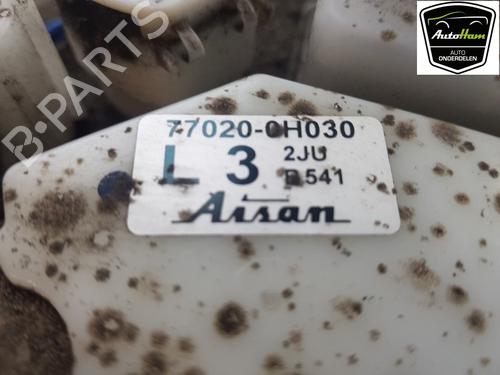 AutoHam
AUTO
ONDERDELEN
B-PARTS
77020-0H030
L 3 2JU
B541
Aisan